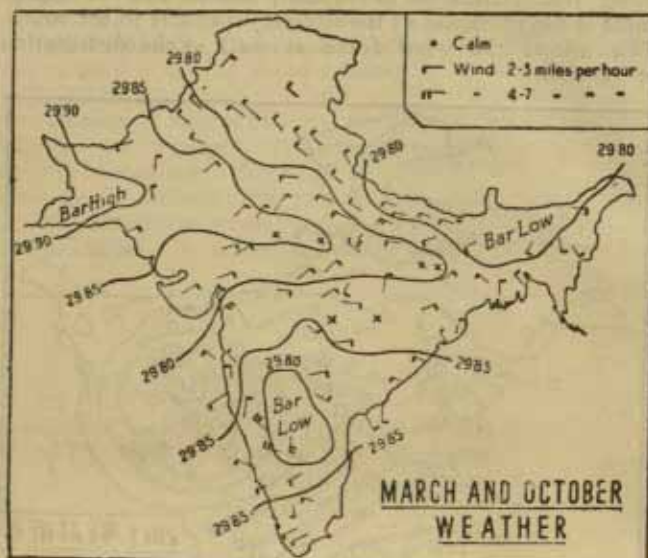 • Calm
Wind 2-3 miles per hour
" 4-7 " " "
29 80
29 80
29 85
29 90
29 80
29 80
Bar High
Bar Low
29 90
29 85
29 80
29 80
29 85
Bar
Low
29 85
29 85
29 85
MARCH AND OCTOBER
WEATHER